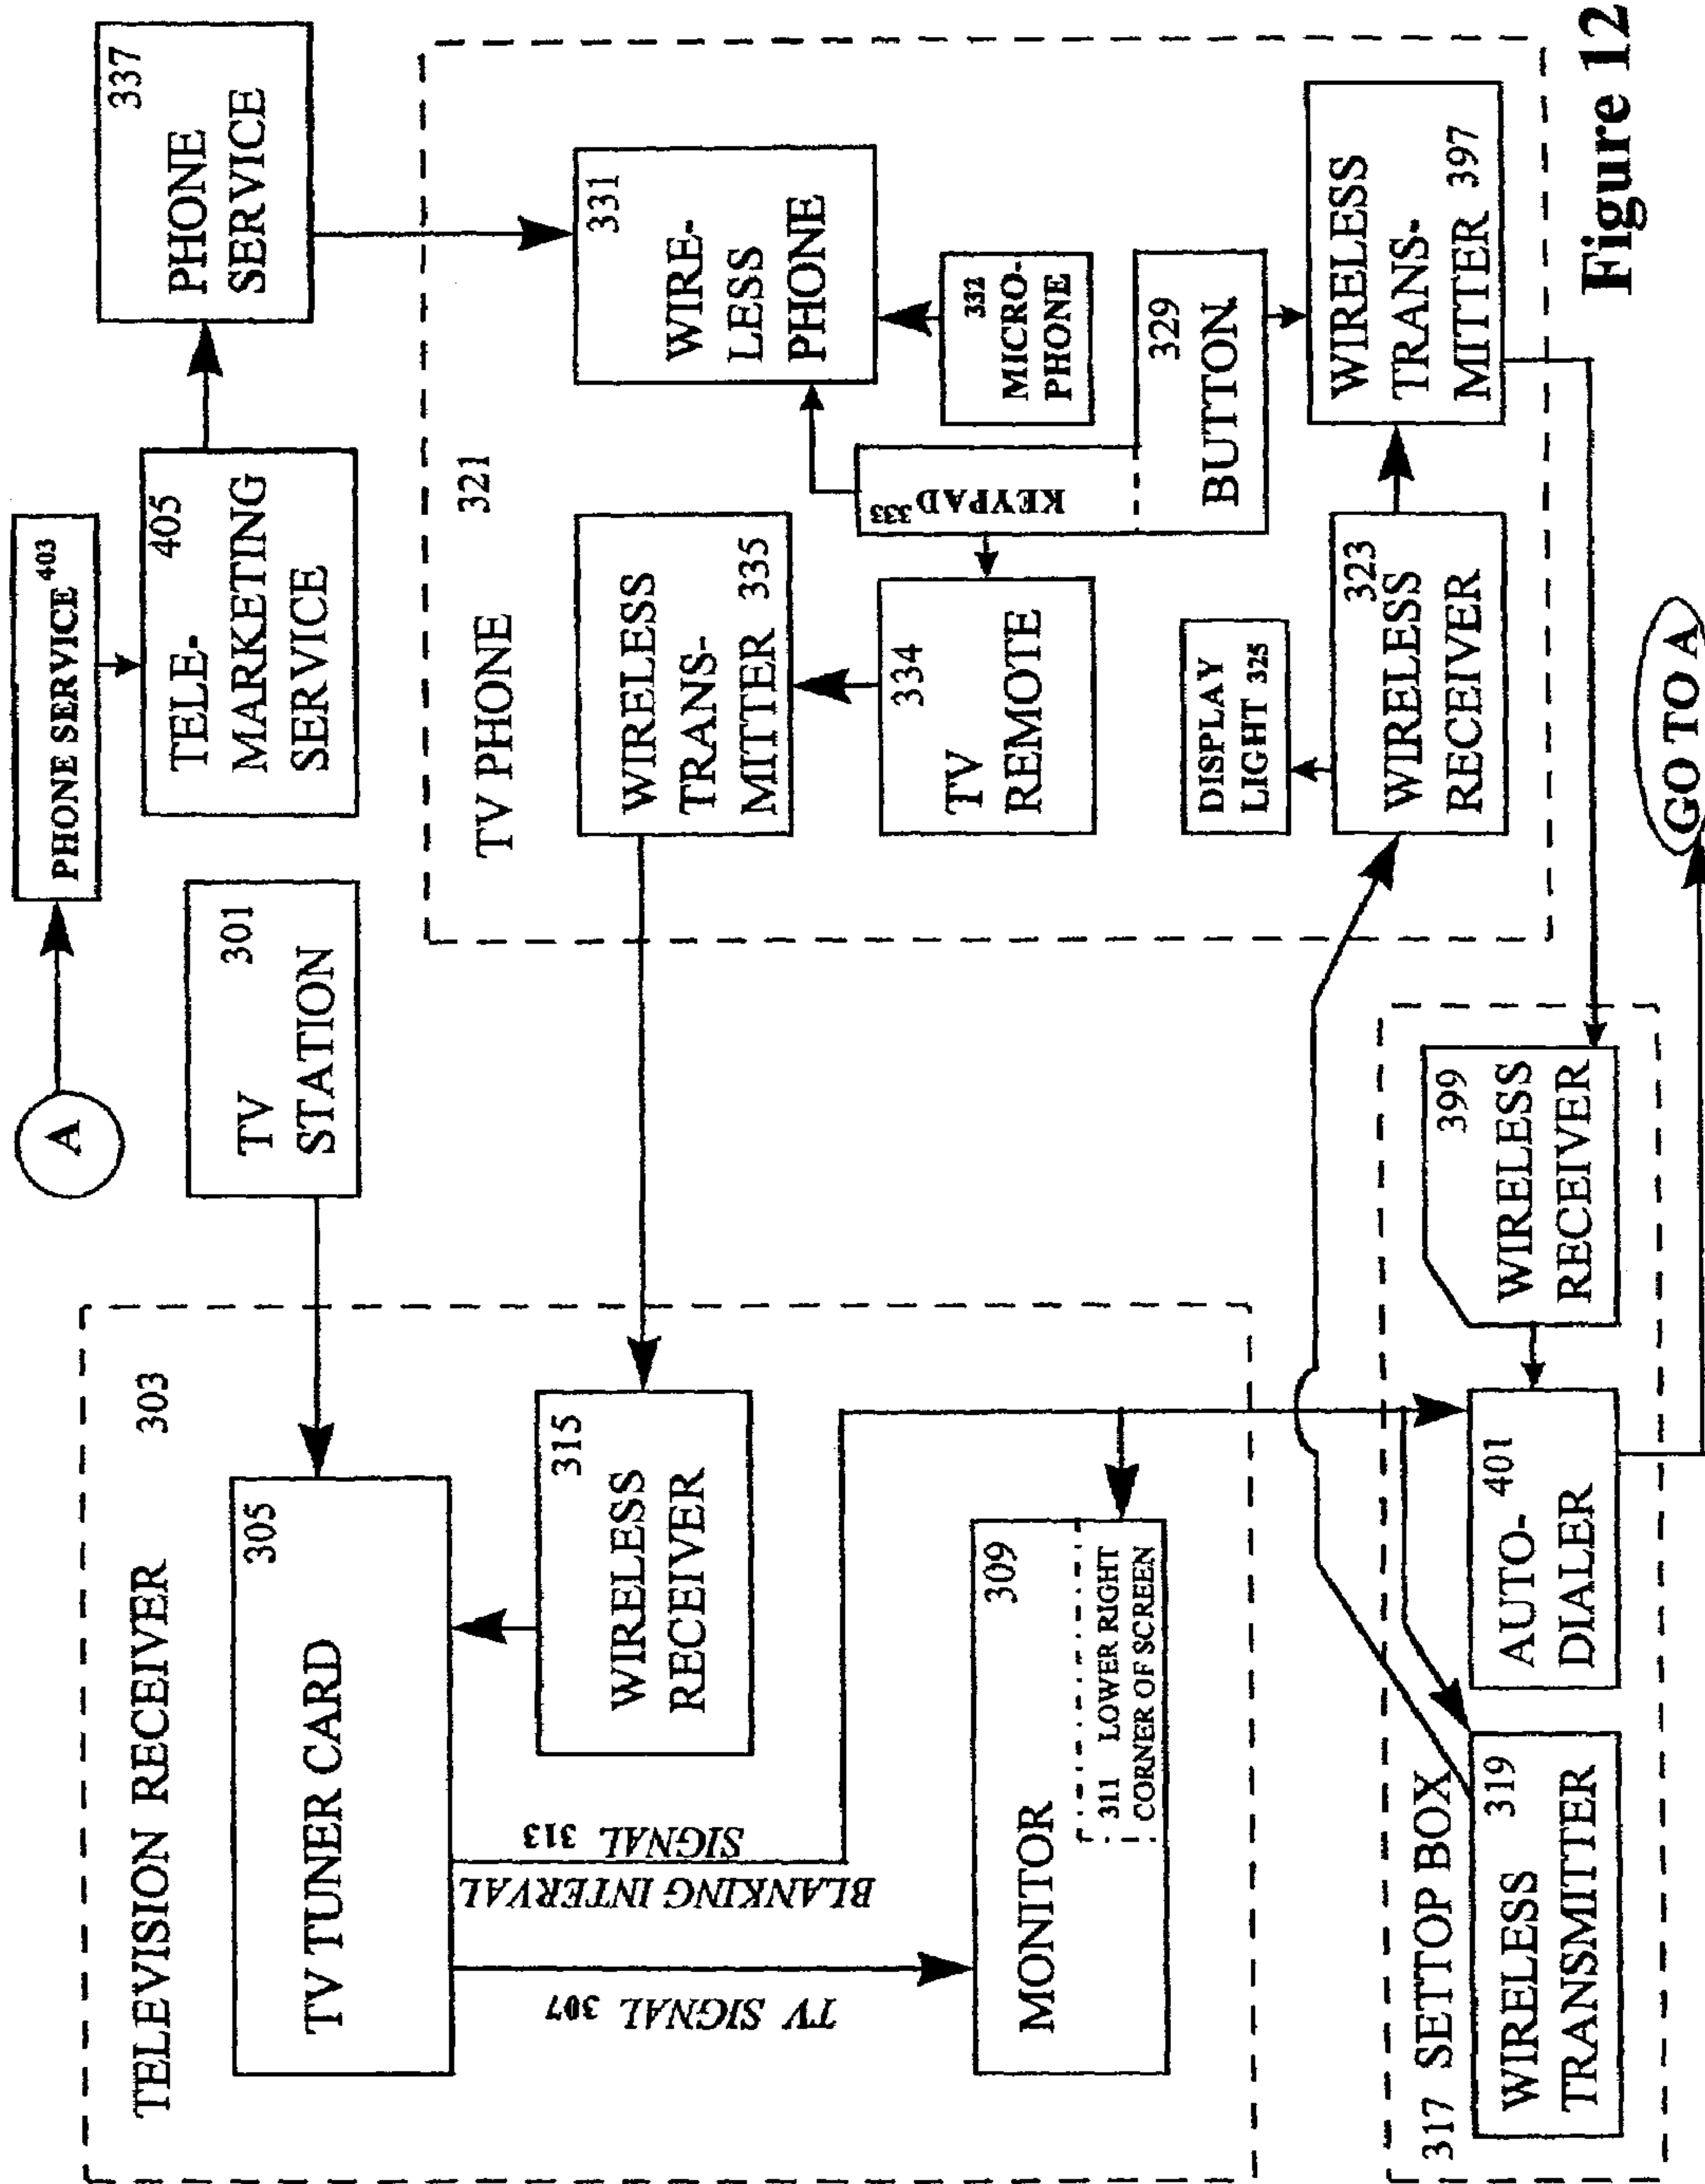 A
PHONE SERVICE 403
405
TELE-
MARKETING
SERVICE
337
PHONE
SERVICE
TV 301
STATION
TELEVISION RECEIVER 303
305
TV TUNER CARD
315
WIRELESS
RECEIVER
TV SIGNAL 307
BLANKING INTERVAL
SIGNAL 313
309
MONITOR
311 LOWER RIGHT
CORNER OF SCREEN
TV PHONE 321
WIRELESS
TRANS-
MITTER 335
331
WIRE-
LESS
PHONE
334
TV
REMOTE
KEYPAD 333
332
MICRO-
PHONE
329
BUTTON
DISPLAY
LIGHT 325
323
WIRELESS
RECEIVER
WIRELESS
TRANS-
MITTER 397
317 SETTOP BOX
WIRELESS 319
TRANSMITTER
AUTO- 401
DIALER
399
WIRELESS
RECEIVER
GO TO A
Figure 12